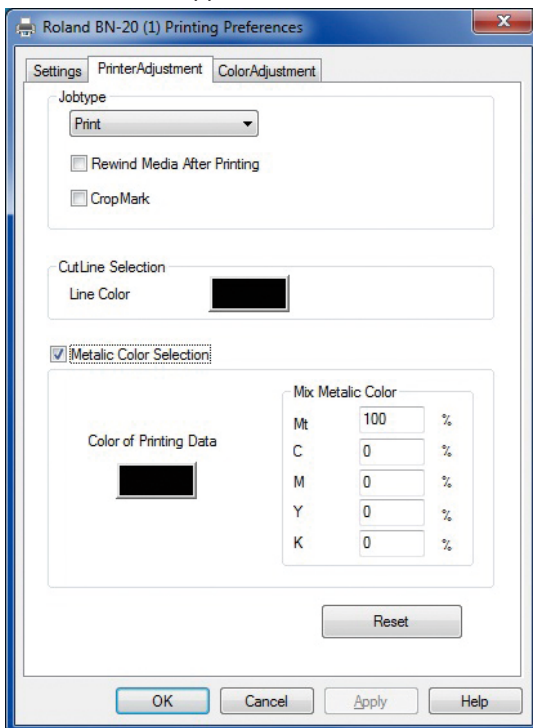 Roland BN-20 (1) Printing Preferences
Settings PrinterAdjustment ColorAdjustment
Jobtype
Print
Rewind Media After Printing
CropMark
CutLine Selection
Line Color
Metalic Color Selection
Mix Metalic Color
Color of Printing Data
Mt 100 %
C 0 %
M 0 %
Y 0 %
K 0 %
Reset
OK Cancel Apply Help